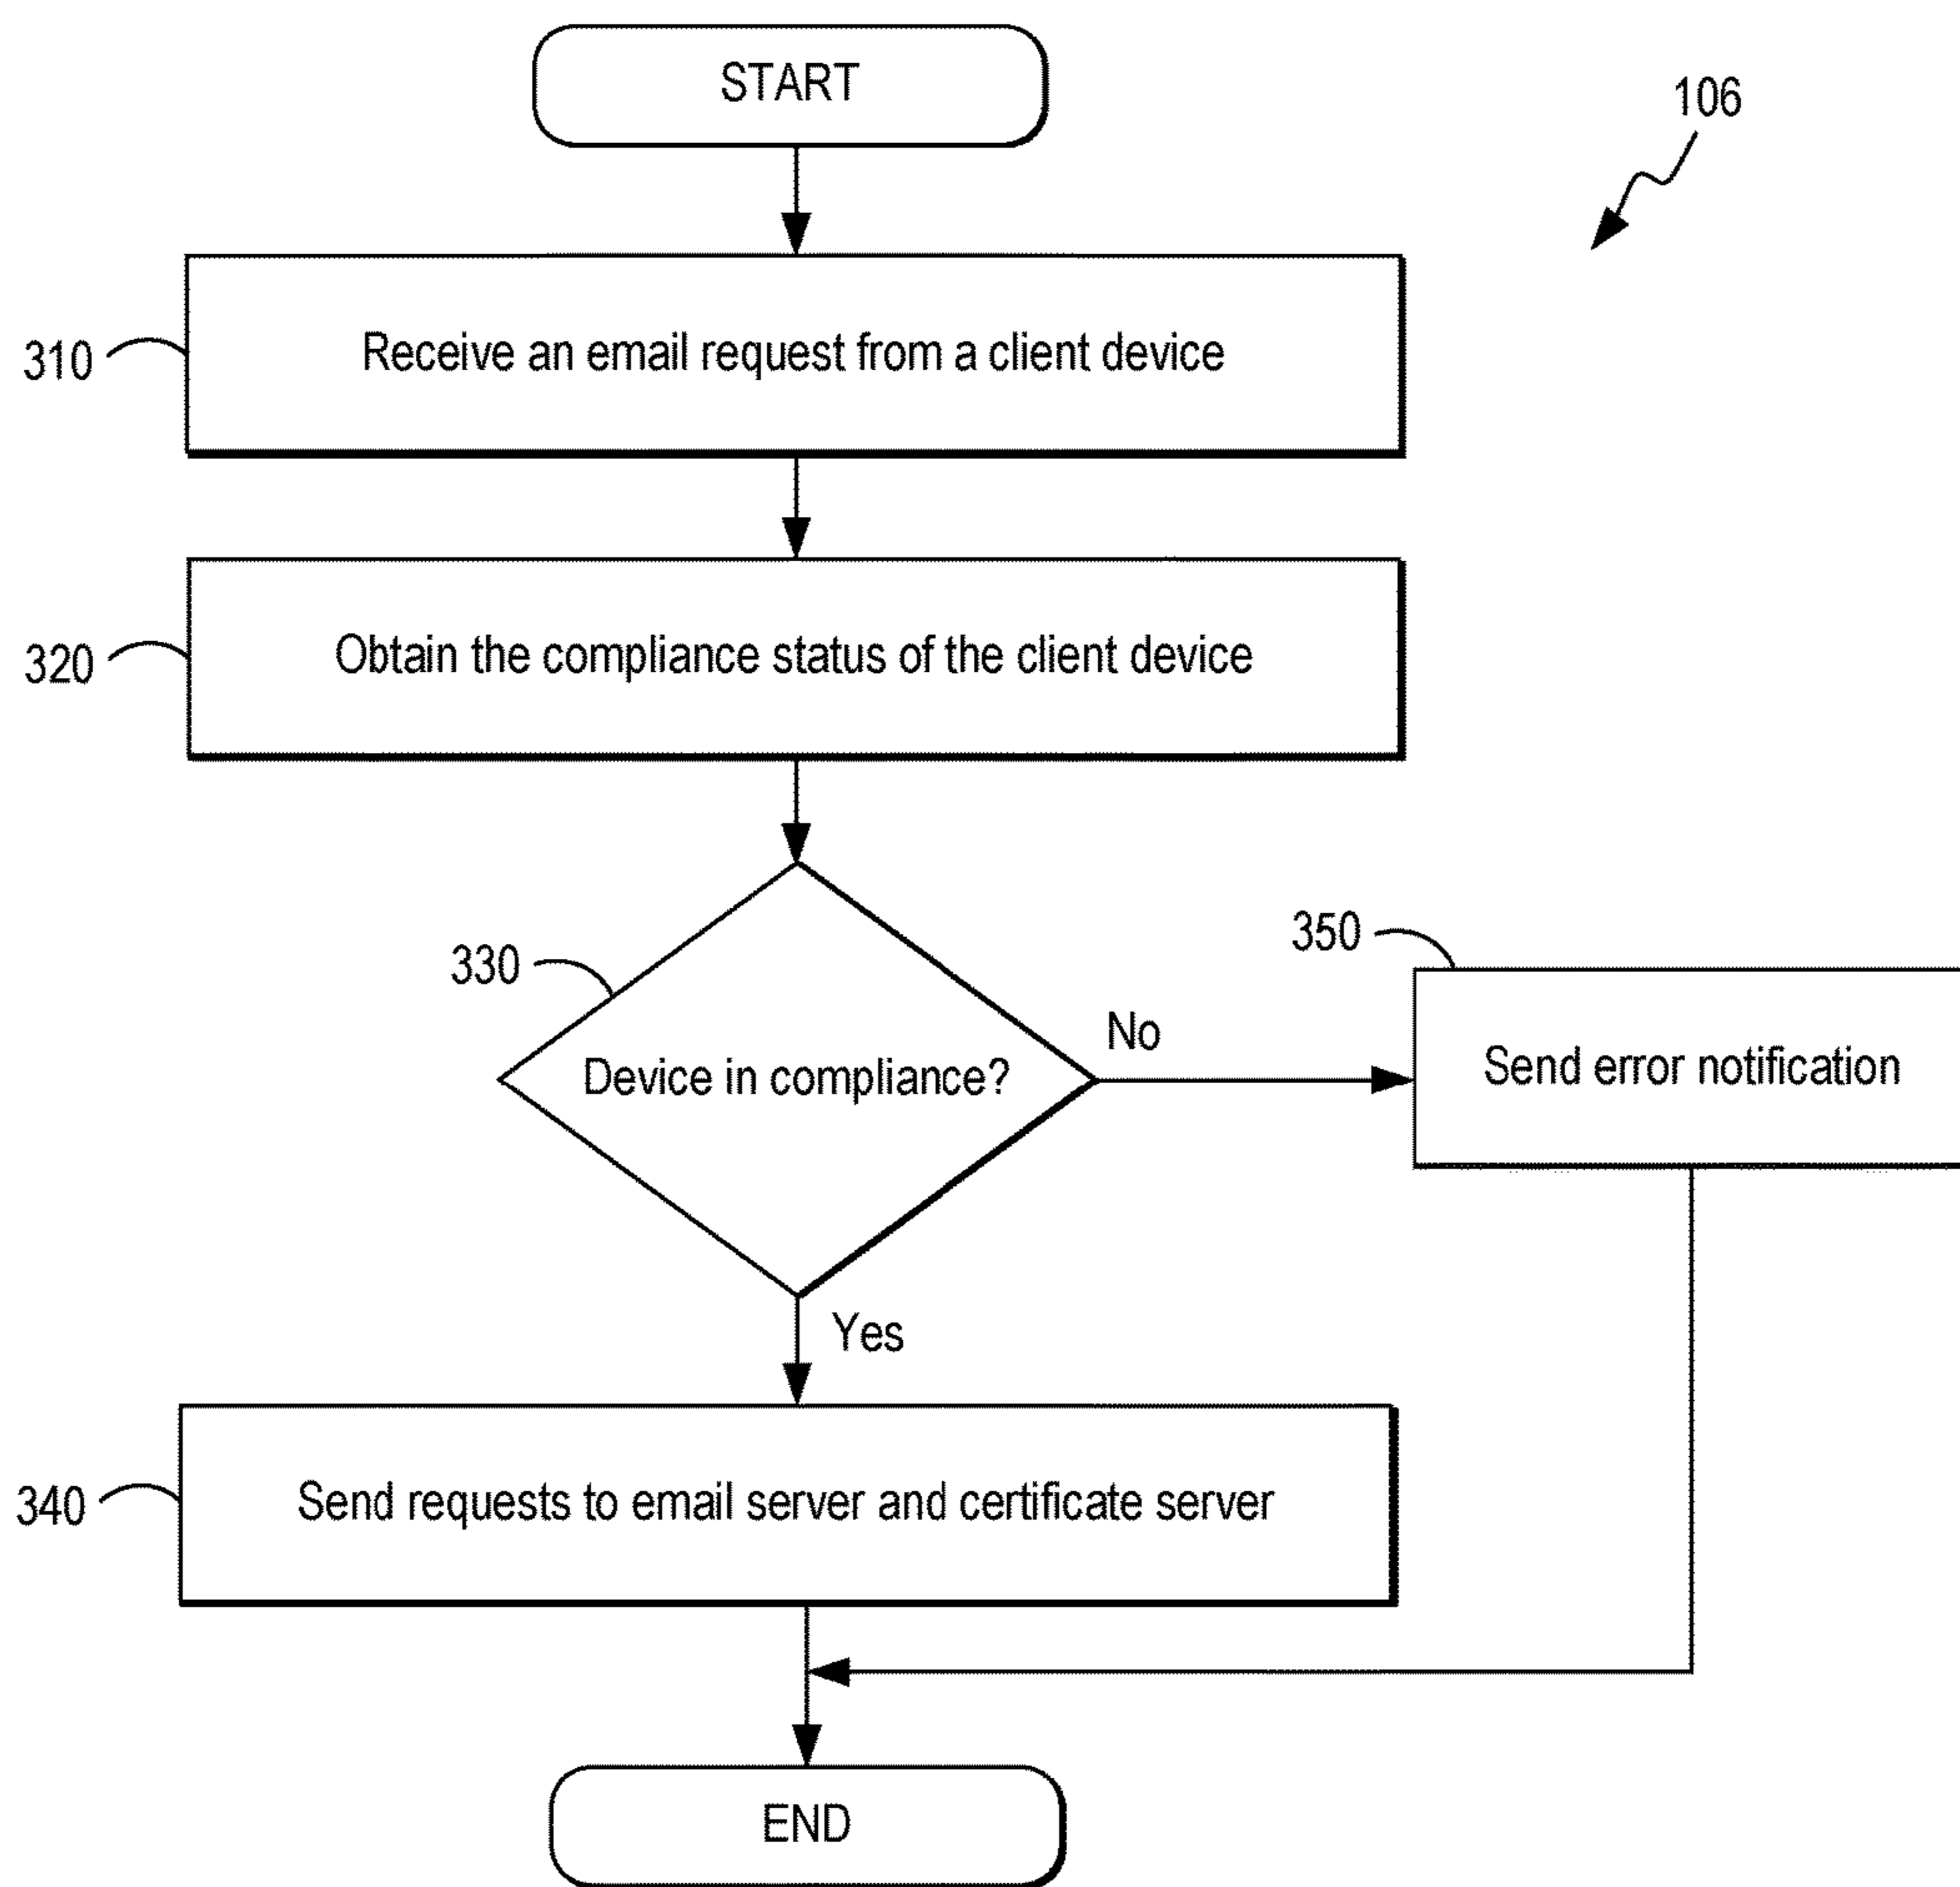 START
106
310
Receive an email request from a client device
320
Obtain the compliance status of the client device
330
Device in compliance?
No
350
Send error notification
Yes
340
Send requests to email server and certificate server
END